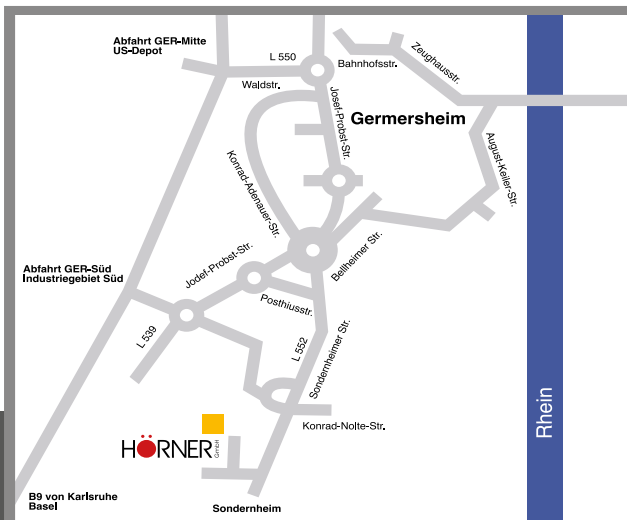 Abfahrt GER-Mitte
US-Depot
L 550
Bahnhofsstr.
Zeughausstr.
Waldstr.
Josef-Probst-Str.
Germersheim
August-Keiler-Str.
Konrad-Adenauer-Str.
Bellheimer Str.
Abfahrt GER-Süd
Industriegebiet Süd
Jodef-Probst-Str.
Posthiusstr.
L 539
L 552
Sondernheimer Str.
Konrad-Nolte-Str.
Rhein
HÖRNER GmbH
B9 von Karlsruhe
Basel
Sondernheim